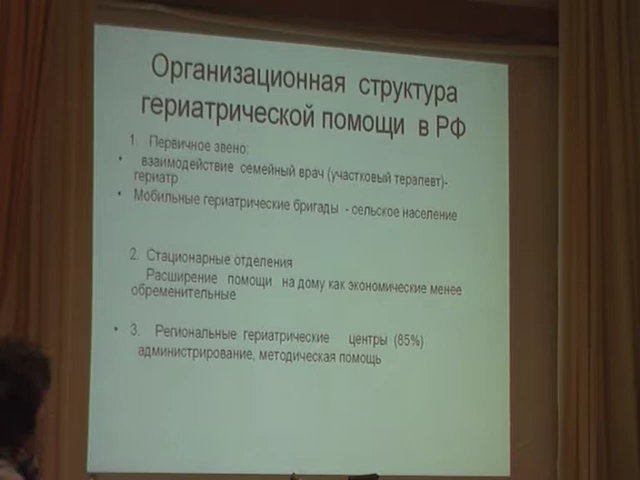 Организационная структура
гериатрической помощи в РФ
1 Первичное звено:
• взаимодействие семейный врач (участковый терапевт)-
гериатр
• Мобильные гериатрические бригады - сельское население
2. Стационарные отделения
Расширение помощи на дому как экономические менее
обременительные
• 3. Региональные гериатрические центры (85%)
администрирование, методическая помощь